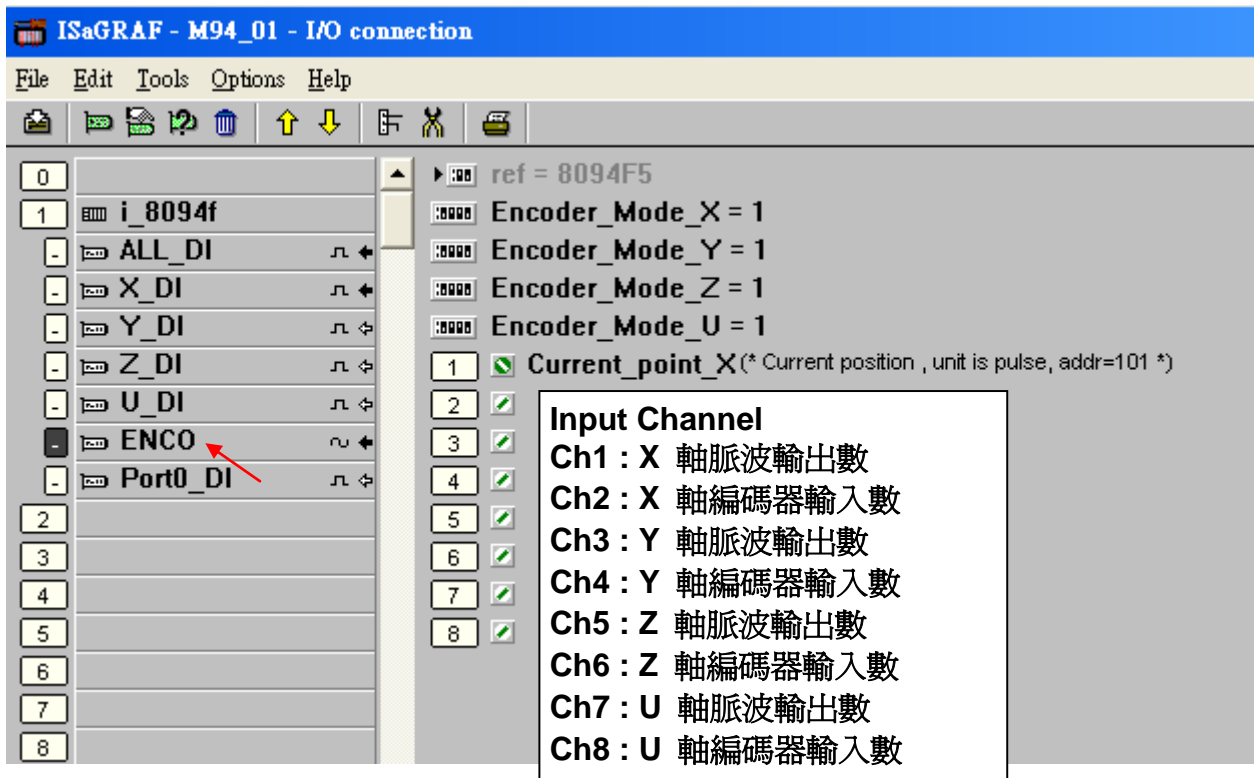 ISaGRAF - M94_01 - I/O connection
File Edit Tools Options Help
0
1 i_8094f
- ALL_DI
- X_DI
- Y_DI
- Z_DI
- U_DI
- ENCO
- Port0_DI
2
3
4
5
6
7
8
ref = 8094F5
Encoder_Mode_X = 1
Encoder_Mode_Y = 1
Encoder_Mode_Z = 1
Encoder_Mode_U = 1
1 Current_point_X (* Current position , unit is pulse, addr=101 *)
2
3
4
5
6
7
8
Input Channel
Ch1 : X 軸脈波輸出數
Ch2 : X 軸編碼器輸入數
Ch3 : Y 軸脈波輸出數
Ch4 : Y 軸編碼器輸入數
Ch5 : Z 軸脈波輸出數
Ch6 : Z 軸編碼器輸入數
Ch7 : U 軸脈波輸出數
Ch8 : U 軸編碼器輸入數